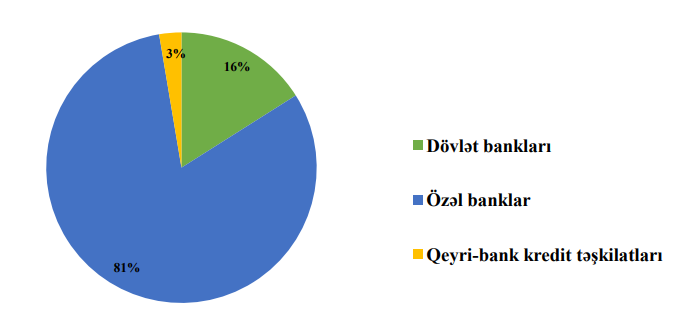 3%
16%
81%
Dövlət bankları
Özəl banklar
Qeyri-bank kredit təşkilatları